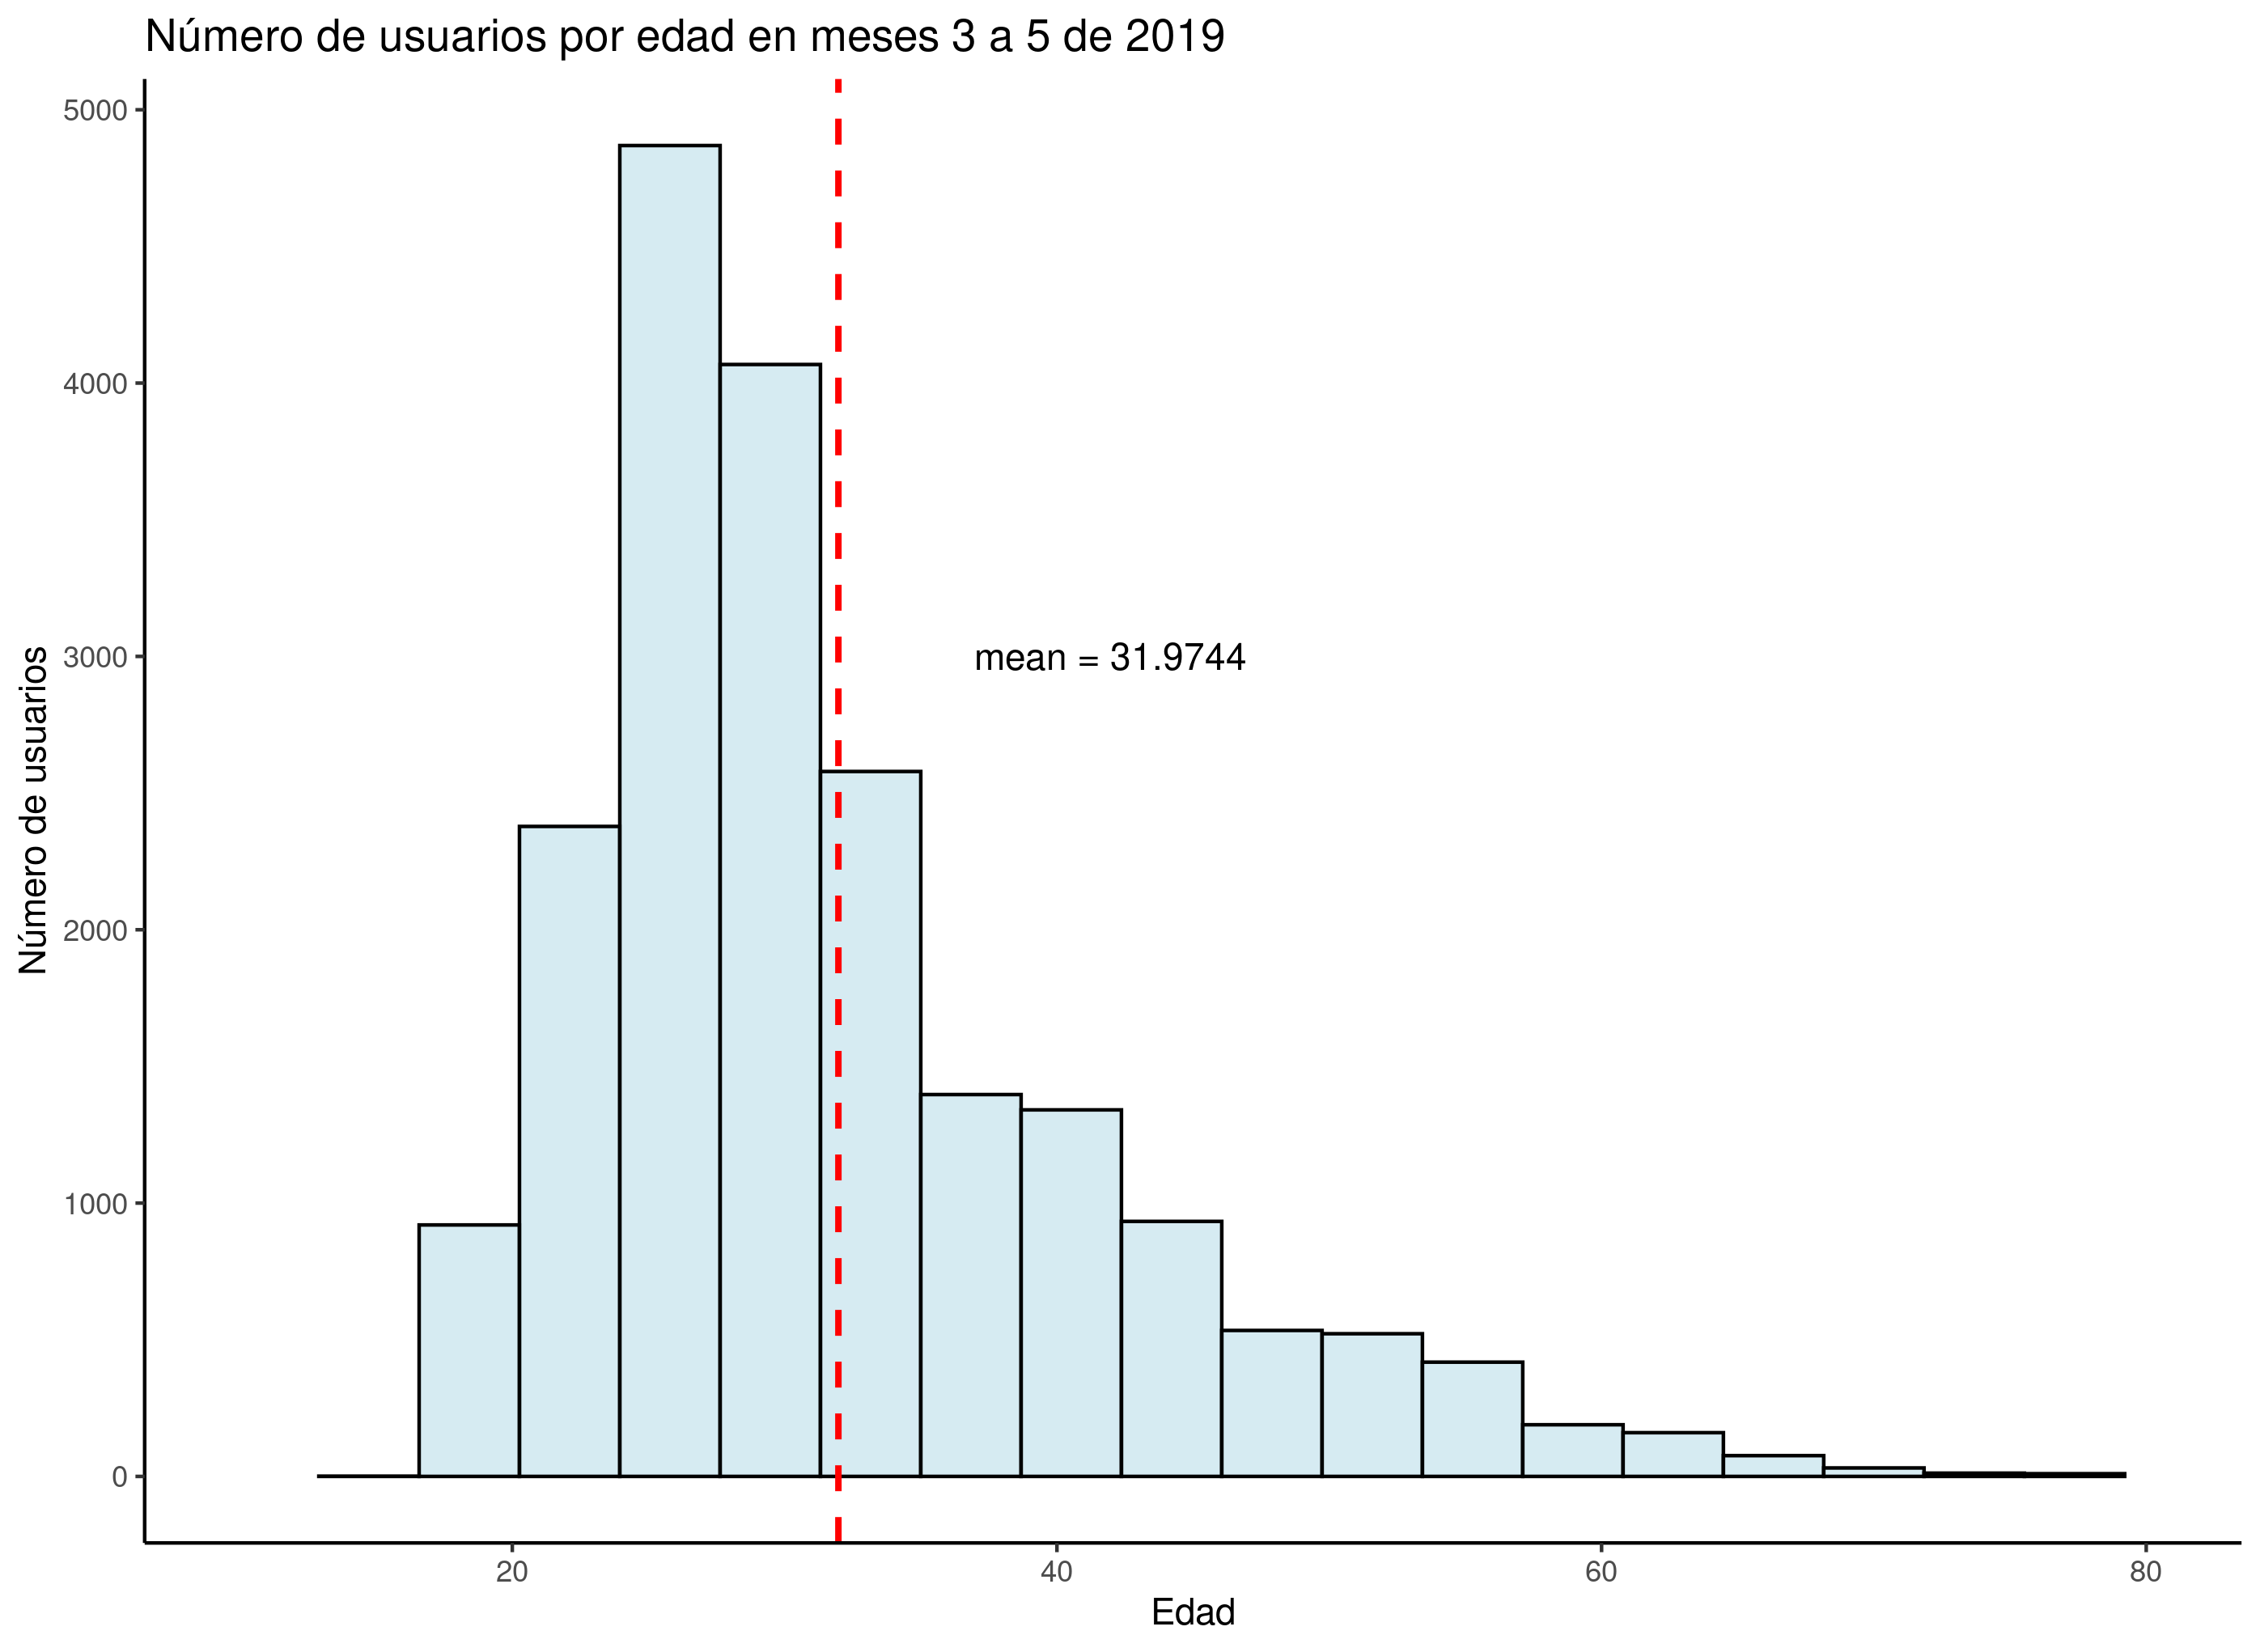 Número de usuarios por edad en meses 3 a 5 de 2019
5000
4000
3000
2000
1000
0
Número de usuarios
mean = 31.9744
20
40
60
80
Edad